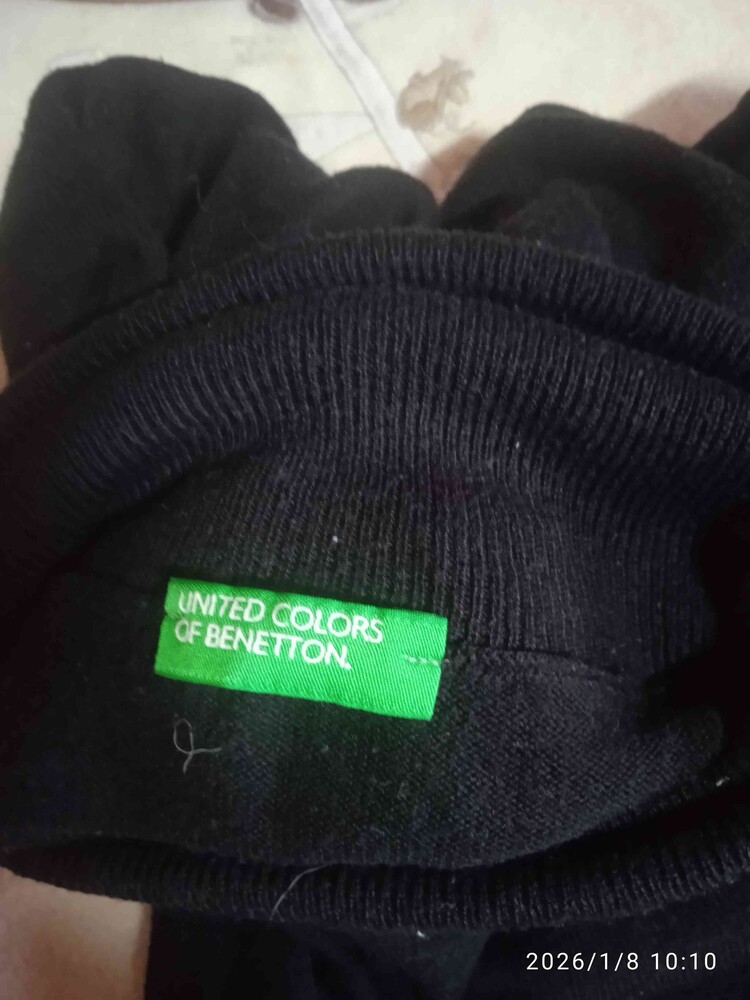 UNITED COLORS
OF BENETTON.
2026/1/8 10:10